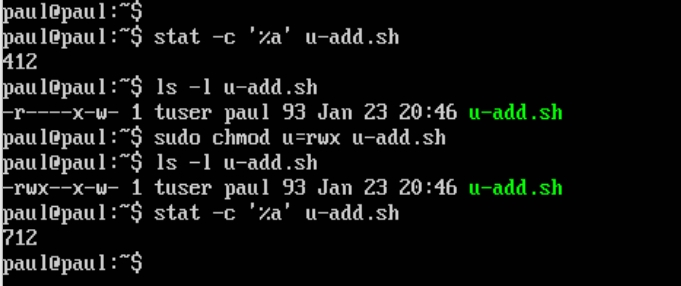 paul@paul:~$
paul@paul:~$ stat -c '%a' u-add.sh
412
paul@paul:~$ ls -l u-add.sh
-r----x-w- 1 tuser paul 93 Jan 23 20:46 u-add.sh
paul@paul:~$ sudo chmod u=rwx u-add.sh
paul@paul:~$ ls -l u-add.sh
-rwx--x-w- 1 tuser paul 93 Jan 23 20:46 u-add.sh
paul@paul:~$ stat -c '%a' u-add.sh
712
paul@paul:~$